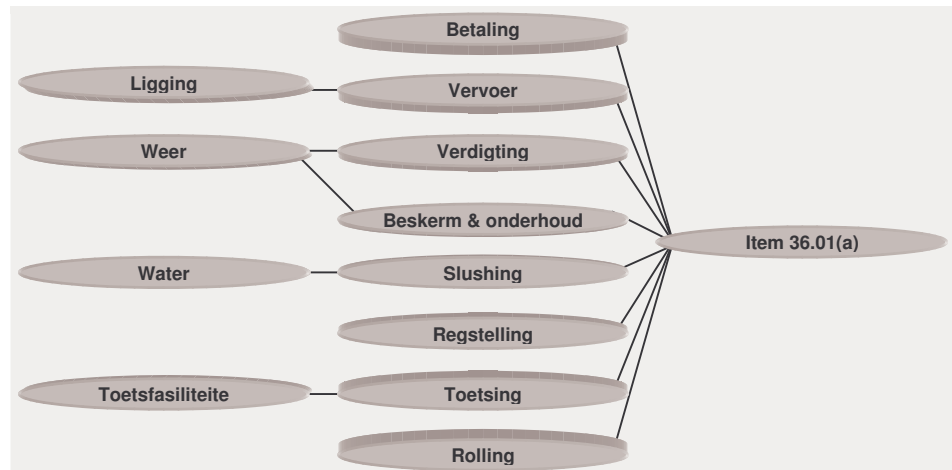 Betaling
Ligging
Vervoer
Weer
Verdigting
Beskerm & onderhoud
Item 36.01(a)
Water
Slushing
Regstelling
Toetsfasiliteite
Toetsing
Rolling